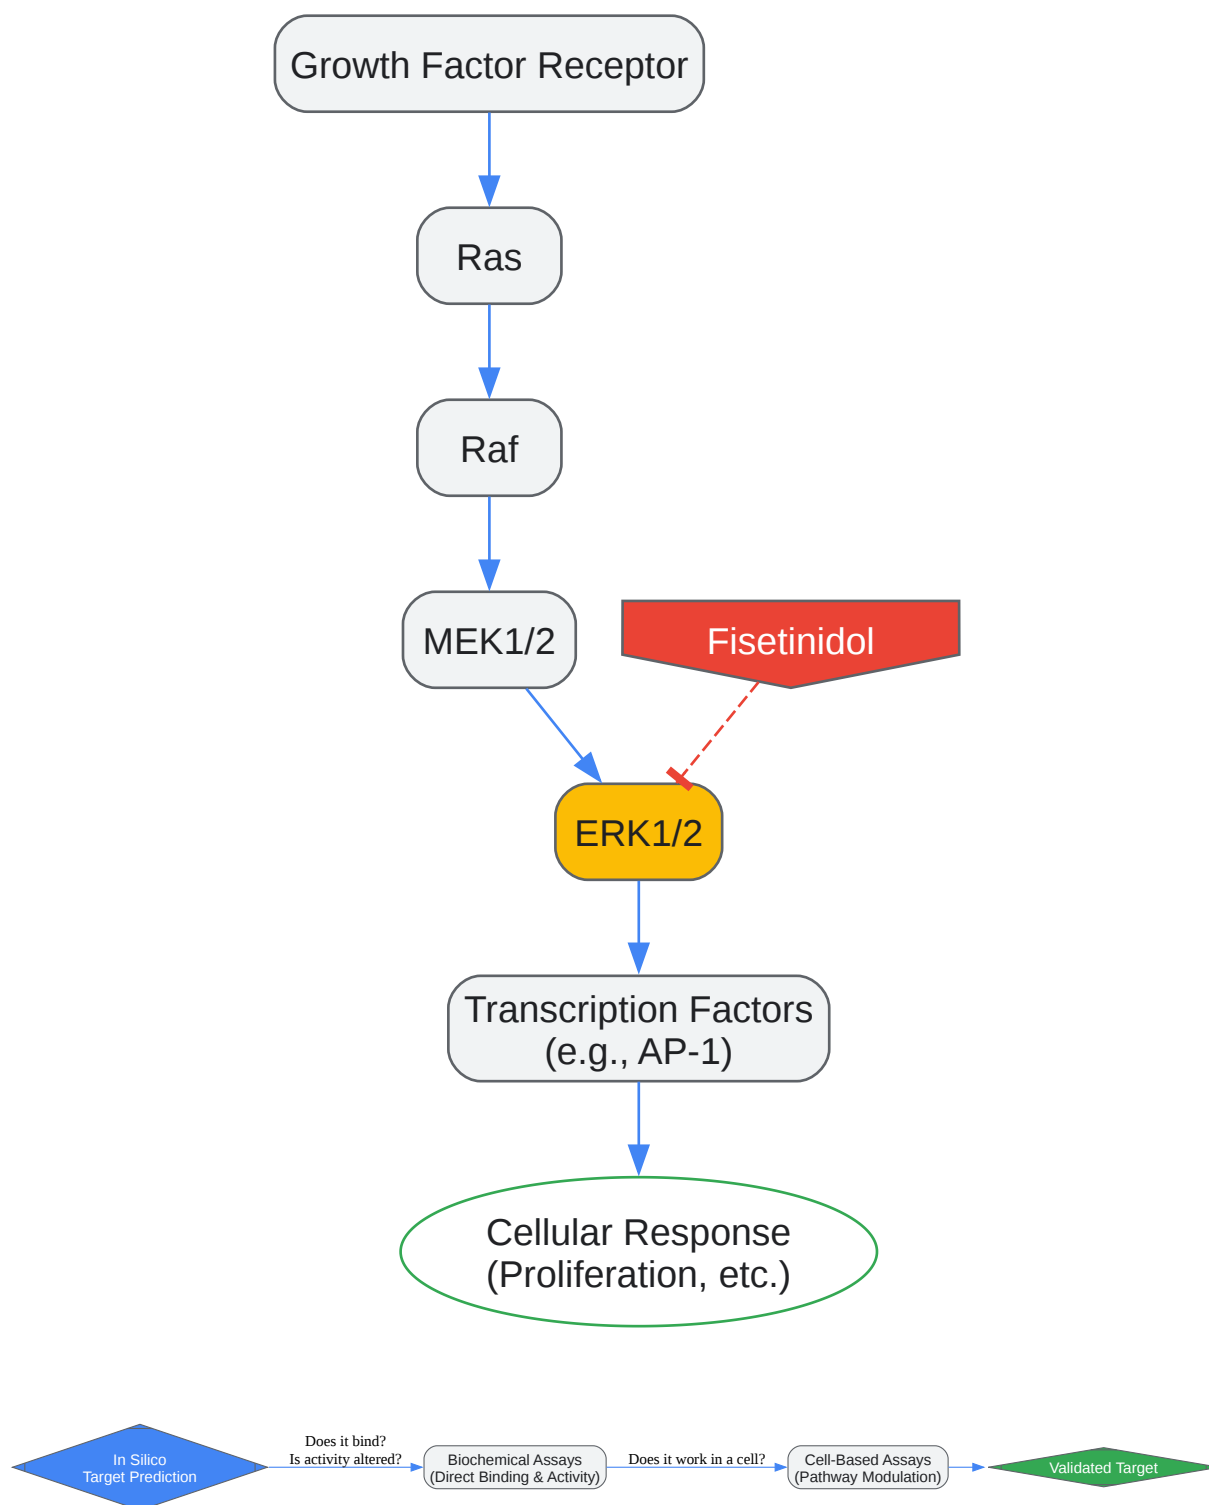 Growth Factor Receptor
Ras
Raf
MEK1/2
Fisetinidol
ERK1/2
Transcription Factors
(e.g., AP-1)
Cellular Response
(Proliferation, etc.)
In Silico
Target Prediction
Does it bind?
Is activity altered?
Biochemical Assays
(Direct Binding & Activity)
Does it work in a cell?
Cell-Based Assays
(Pathway Modulation)
Validated Target